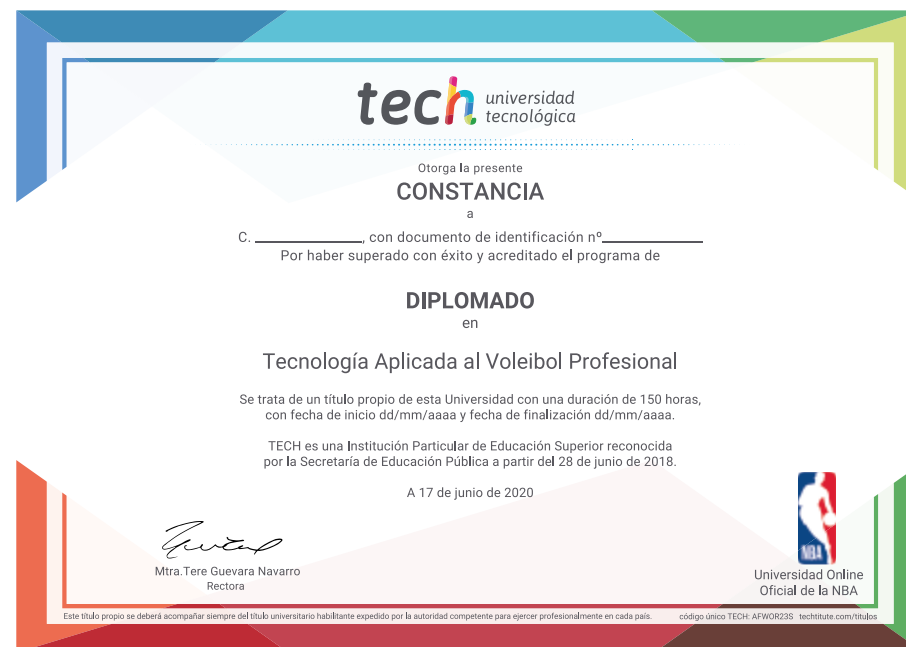 tech universidad
tecnológica
Otorga la presente
CONSTANCIA
a
C. ____________, con documento de identificación nº____________
Por haber superado con éxito y acreditado el programa de
DIPLOMADO
en
Tecnología Aplicada al Voleibol Profesional
Se trata de un título propio de esta Universidad con una duración de 150 horas,
con fecha de inicio dd/mm/aaaa y fecha de finalización dd/mm/aaaa.
TECH es una Institución Particular de Educación Superior reconocida
por la Secretaría de Educación Pública a partir del 28 de junio de 2018.
A 17 de junio de 2020
Mtra.Tere Guevara Navarro
Rectora
NBA
Universidad Online
Oficial de la NBA
Este título propio se deberá acompañar siempre del título universitario habilitante expedido por la autoridad competente para ejercer profesionalmente en cada país. código único TECH: AFWOR23S techtitute.com/titulos